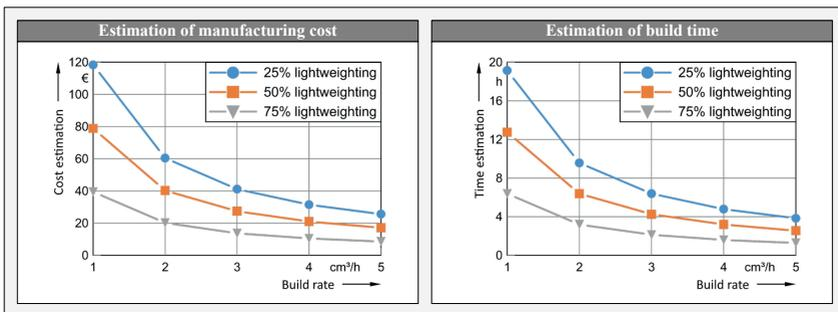 Estimation of manufacturing cost
120
€
100
80
60
40
20
0
Cost estimation
25% lightweighting
50% lightweighting
75% lightweighting
1 2 3 4 cm³/h 5
Build rate
Estimation of build time
20
h
16
12
8
4
0
Time estimation
25% lightweighting
50% lightweighting
75% lightweighting
1 2 3 4 cm³/h 5
Build rate